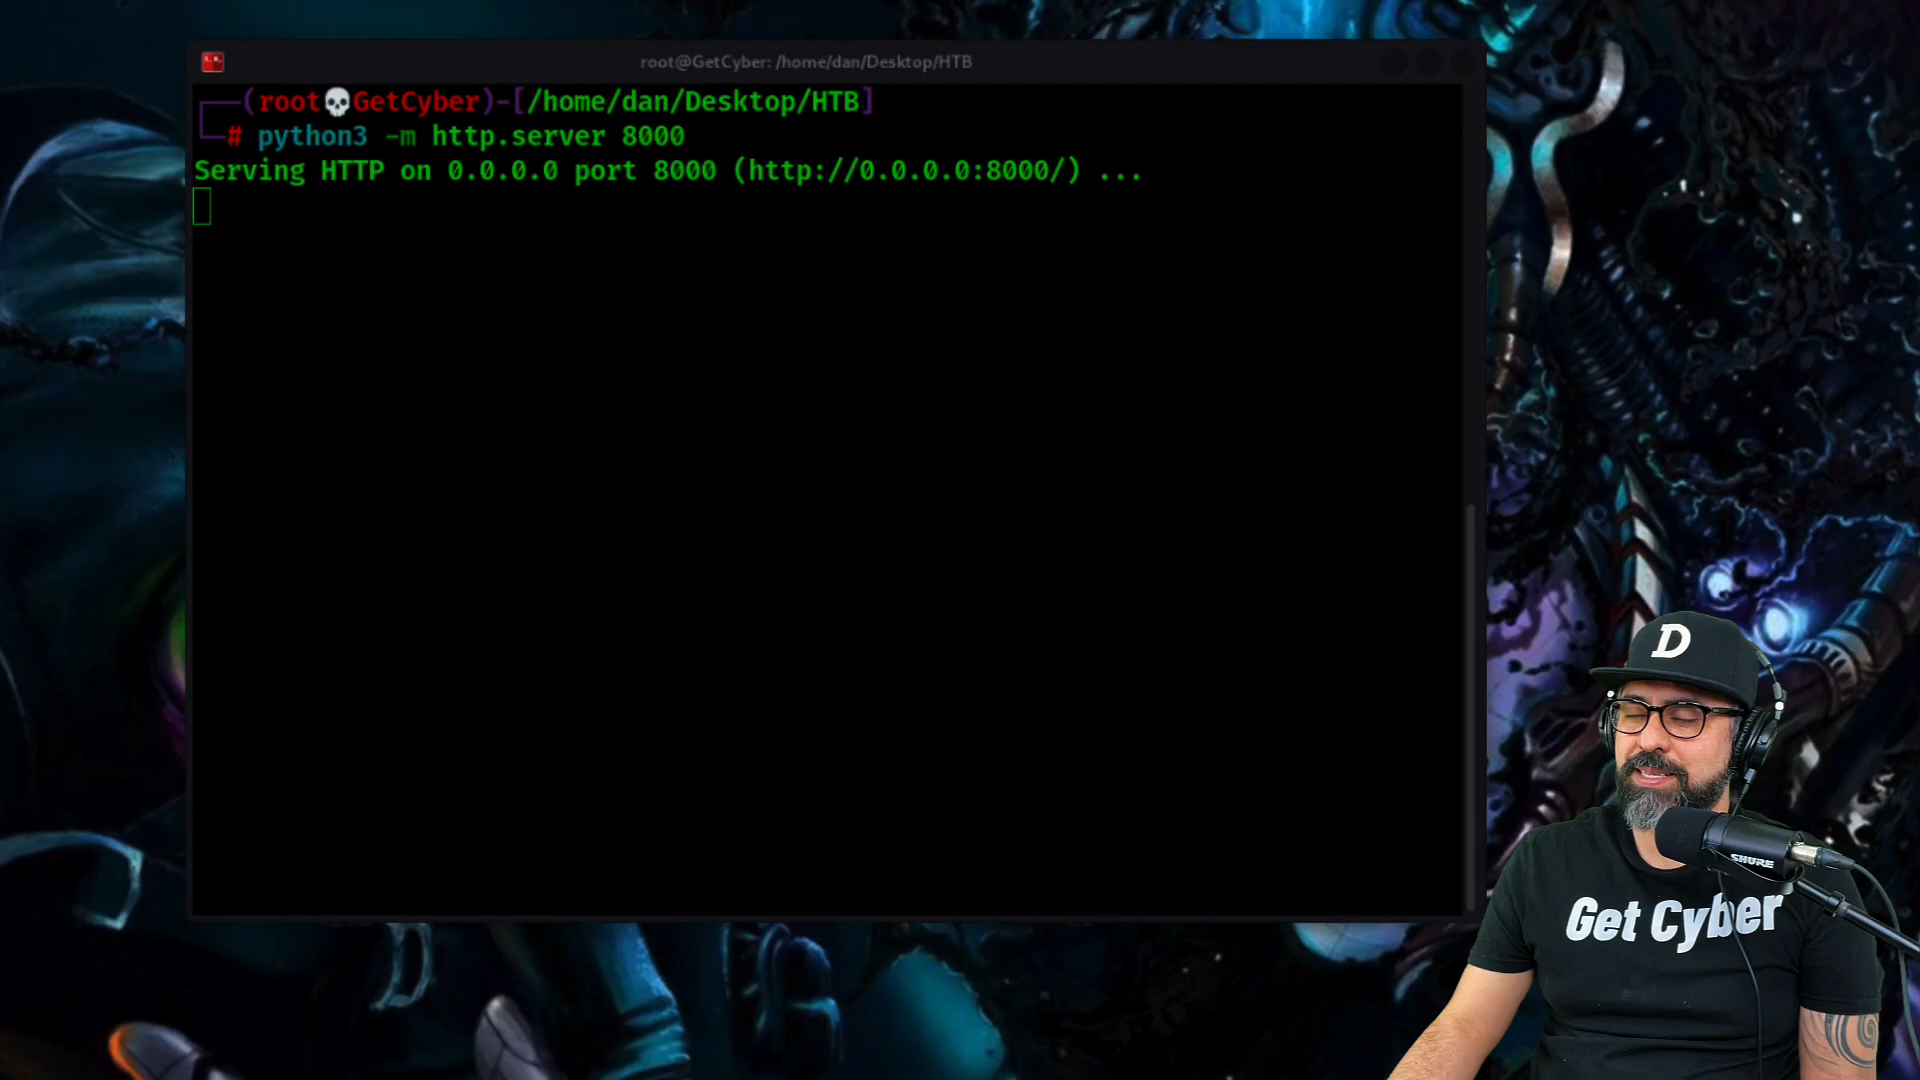 root@GetCyber: /home/dan/Desktop/HTB
┌──(root💀GetCyber)-[/home/dan/Desktop/HTB]
└─# python3 -m http.server 8000
Serving HTTP on 0.0.0.0 port 8000 (http://0.0.0.0:8000/) ...
D
SHURE
Get Cyber